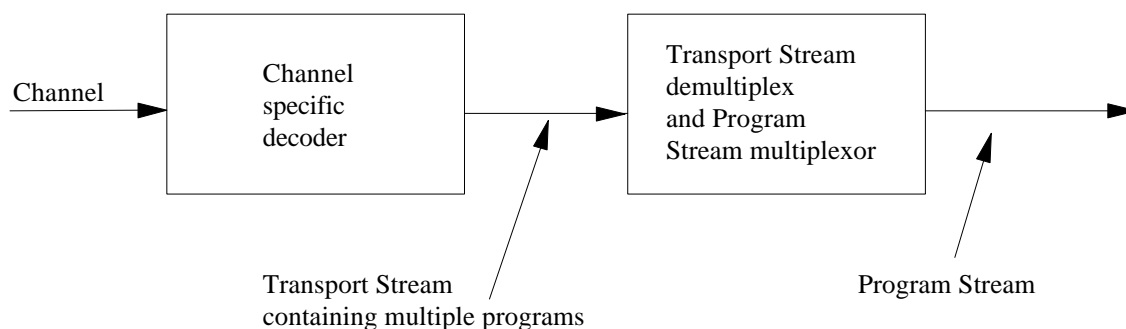 Channel
Channel
specific
decoder
Transport Stream
demultiplex
and Program
Stream multiplexor
Transport Stream
containing multiple programs
Program Stream